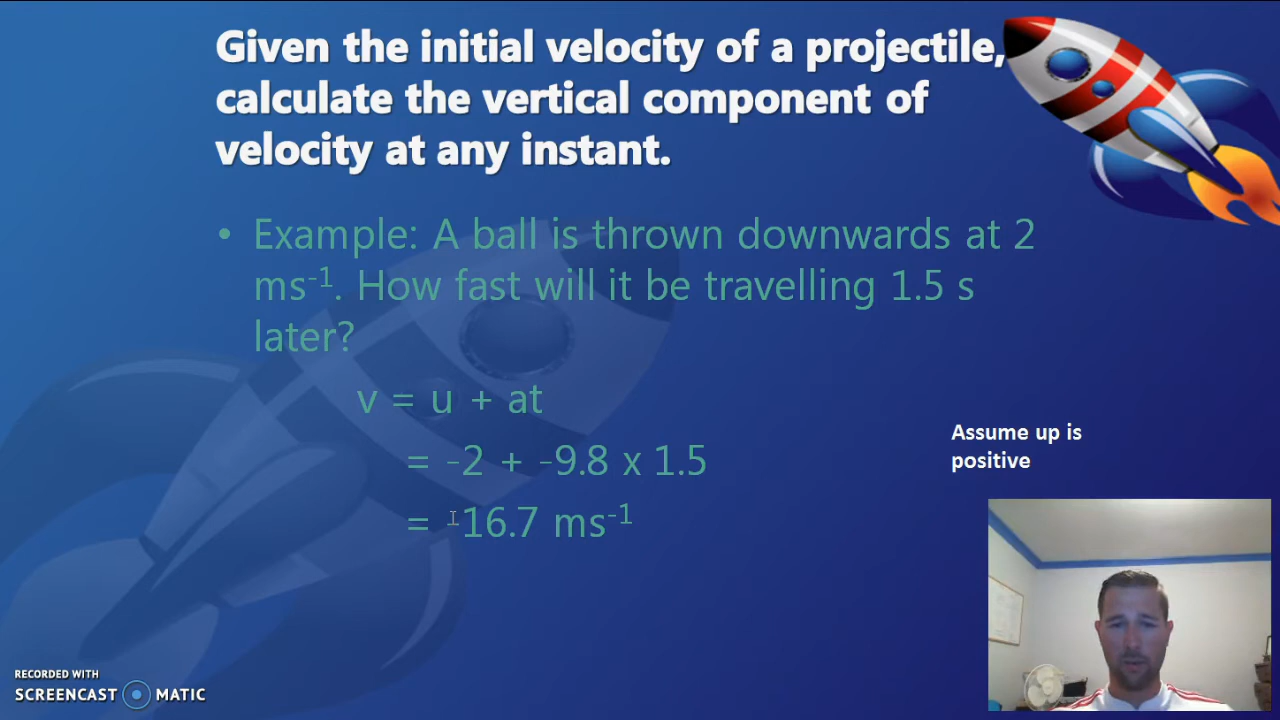 Given the initial velocity of a projectile,
calculate the vertical component of
velocity at any instant.
• Example: A ball is thrown downwards at 2
ms⁻¹. How fast will it be travelling 1.5 s
later?
v = u + at
= -2 + -9.8 x 1.5
= -16.7 ms⁻¹
Assume up is
positive
RECORDED WITH
SCREENCAST MATIC